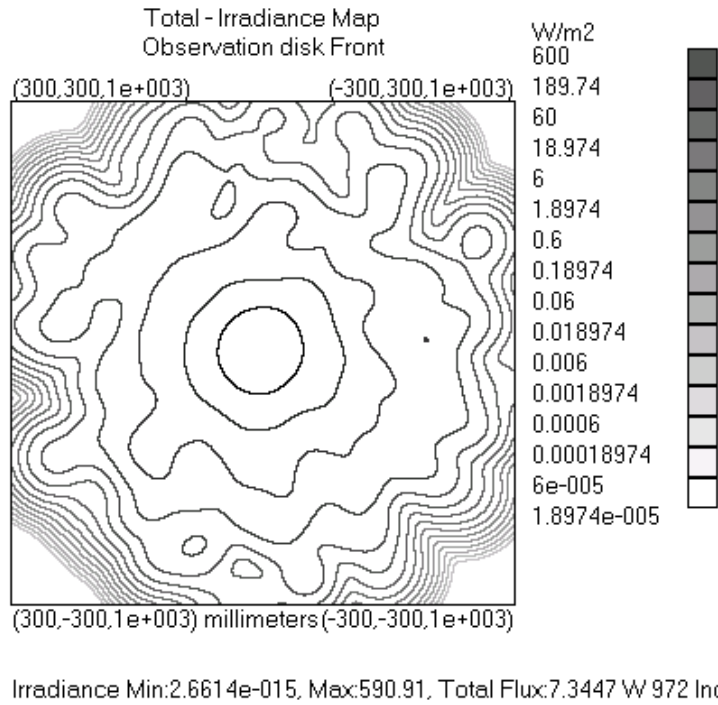 Total - Irradiance Map
Observation disk Front
(300,300,1e+003) (-300,300,1e+003)
W/m2
600
189.74
60
18.974
6
1.8974
0.6
0.18974
0.06
0.018974
0.006
0.0018974
0.0006
0.00018974
6e-005
1.8974e-005
(300,-300,1e+003) millimeters (-300,-300,1e+003)
Irradiance Min:2.6614e-015, Max:590.91, Total Flux:7.3447 W 972